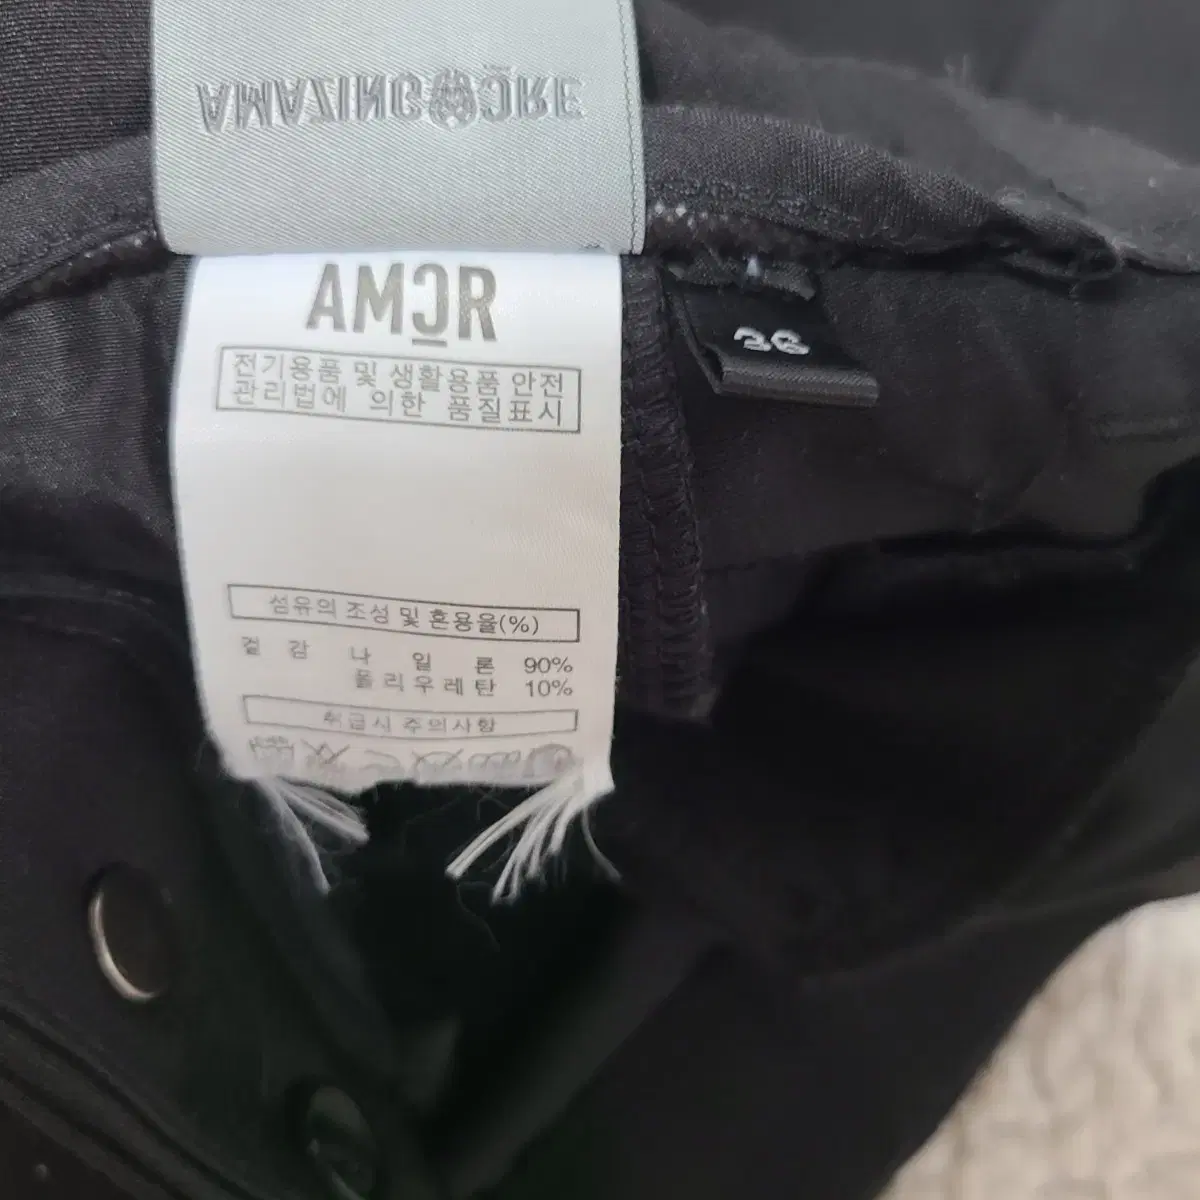 AMAZINGCRE
AMCR
전기용품 및 생활용품 안전
관리법에 의한 품질표시
36
섬유의 조성 및 혼용율(%)
겉 감 나 일 론 90%
폴리우레탄 10%
취급시 주의사항